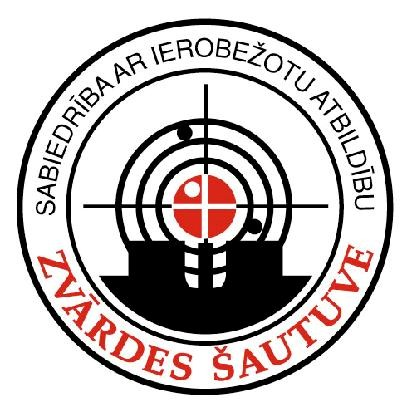 SABIEDRĪBA AR IEROBEŽOTU ATBILDĪBU
ZVĀRDES ŠAUTUVE